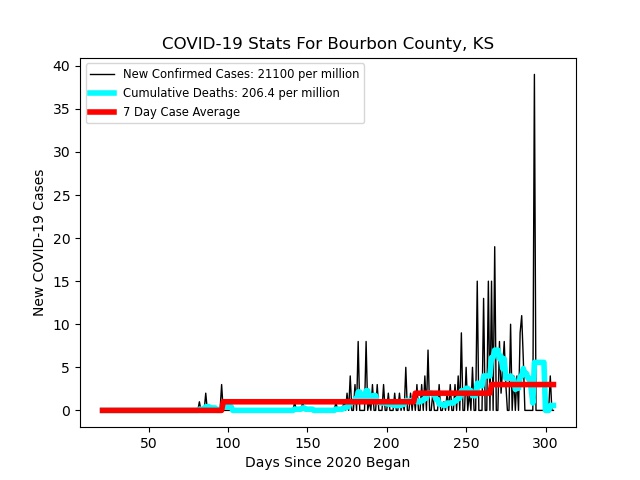 COVID-19 Stats For Bourbon County, KS
New Confirmed Cases: 21100 per million
Cumulative Deaths: 206.4 per million
7 Day Case Average
New COVID-19 Cases
40
35
30
25
20
15
10
5
0
50
100
150
200
250
300
Days Since 2020 Began